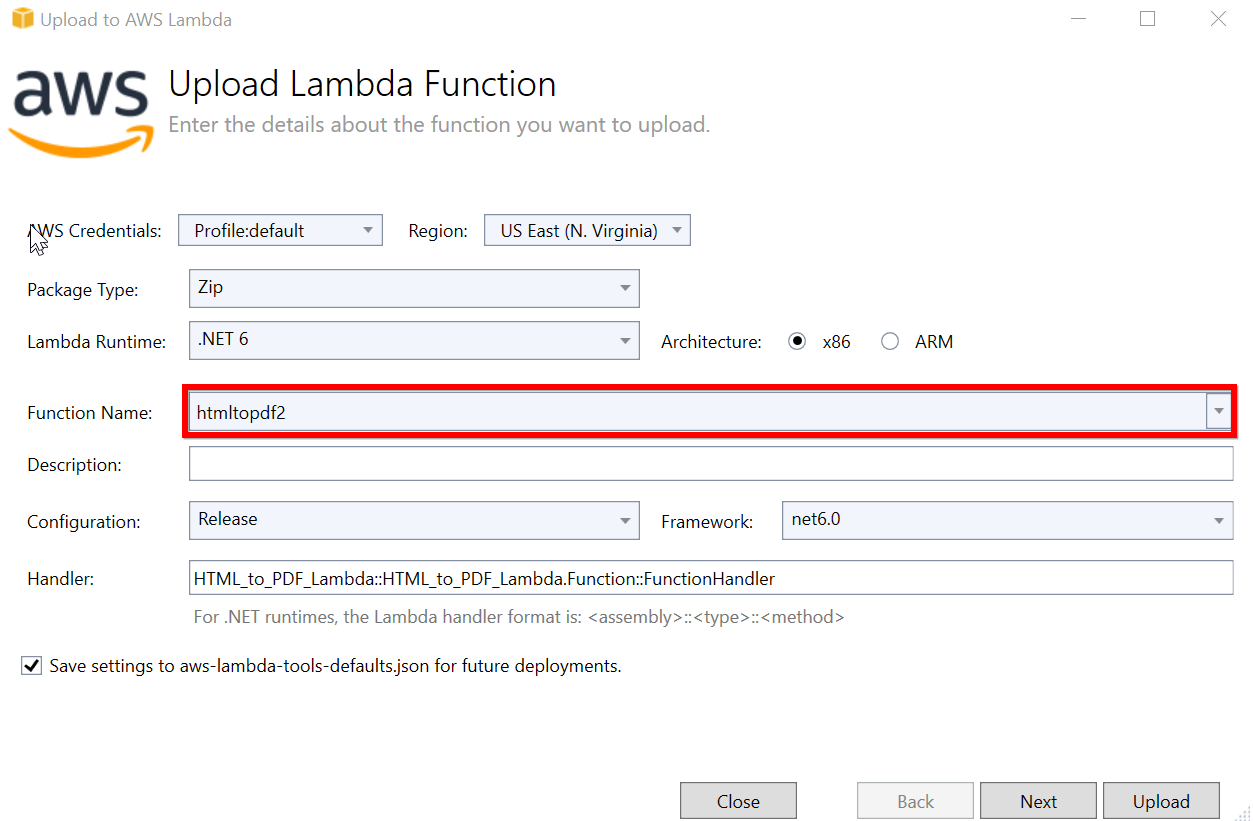 Upload to AWS Lambda
aws
Upload Lambda Function
Enter the details about the function you want to upload.
AWS Credentials: Profile:default Region: US East (N. Virginia)
Package Type: Zip
Lambda Runtime: .NET 6 Architecture: x86 ARM
Function Name: htmltopdf2
Description:
Configuration: Release Framework: net6.0
Handler: HTML_to_PDF_Lambda::HTML_to_PDF_Lambda.Function::FunctionHandler
For .NET runtimes, the Lambda handler format is: <assembly>::<type>::<method>
Save settings to aws-lambda-tools-defaults.json for future deployments.
Close Back Next Upload